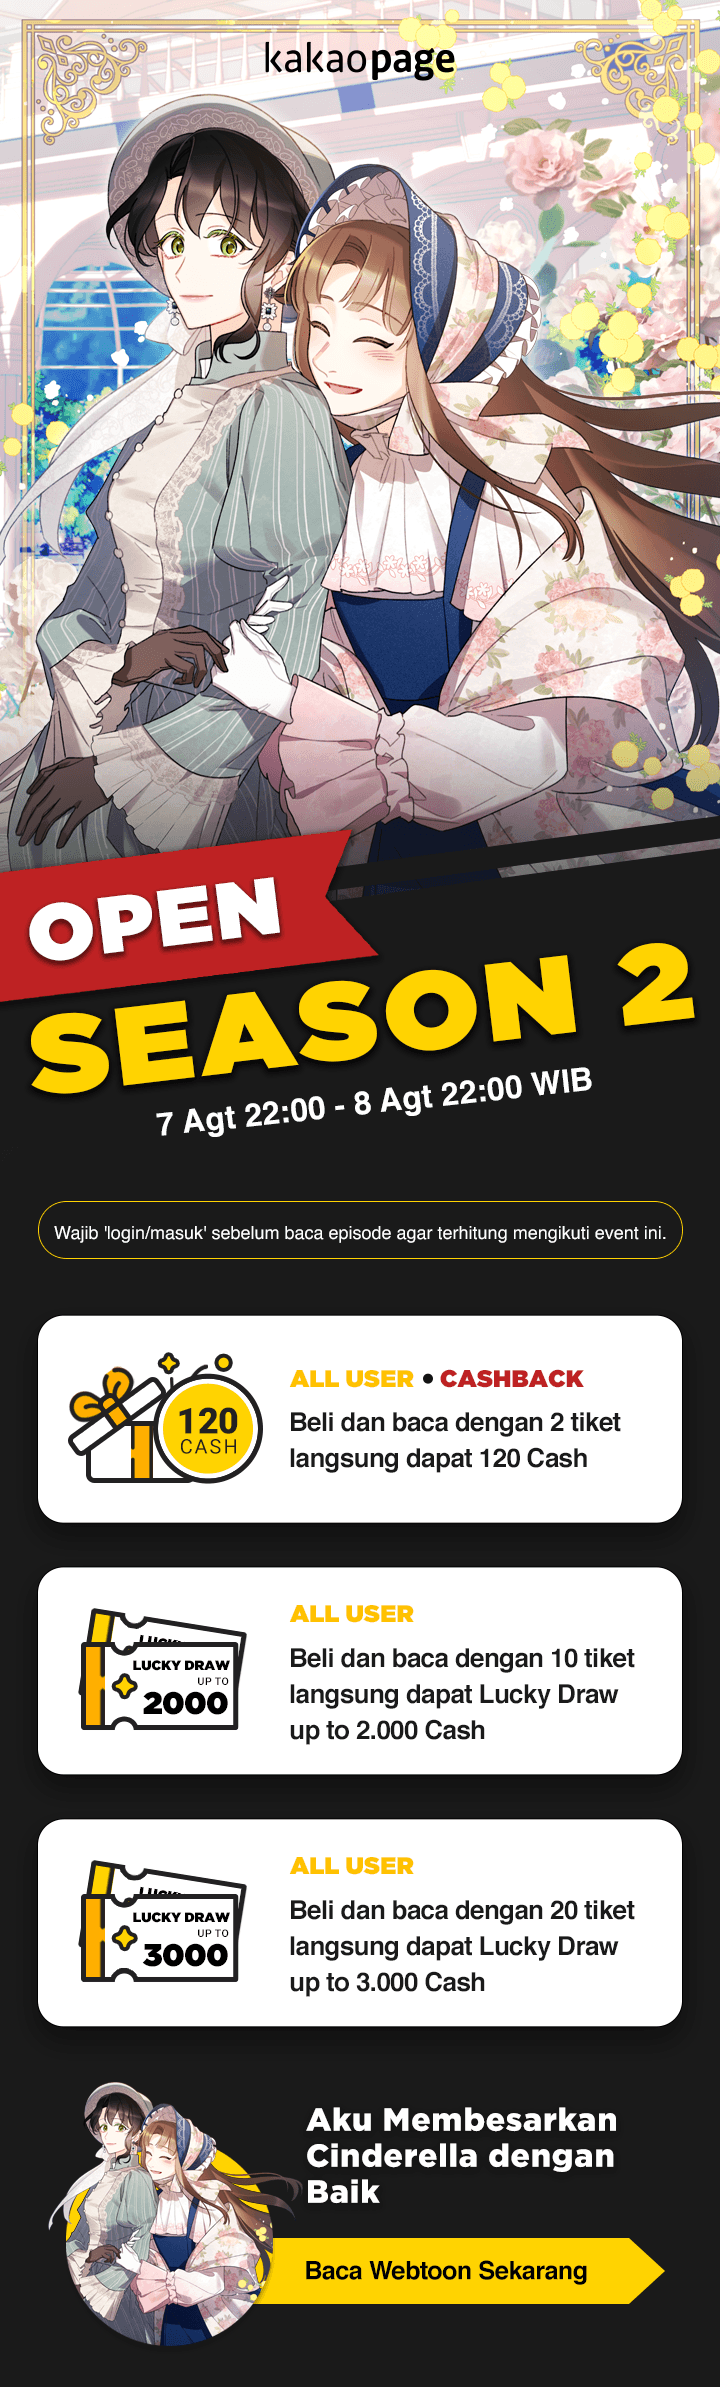 kakaopage
OPEN
SEASON 2
7 Agt 22:00 - 8 Agt 22:00 WIB
Wajib 'login/masuk' sebelum baca episode agar terhitung mengikuti event ini.
120
CASH
ALL USER • CASHBACK
Beli dan baca dengan 2 tiket
langsung dapat 120 Cash
LUCKY DRAW
UP TO
2000
ALL USER
Beli dan baca dengan 10 tiket
langsung dapat Lucky Draw
up to 2.000 Cash
LUCKY DRAW
UP TO
3000
ALL USER
Beli dan baca dengan 20 tiket
langsung dapat Lucky Draw
up to 3.000 Cash
Aku Membesarkan
Cinderella dengan
Baik
Baca Webtoon Sekarang